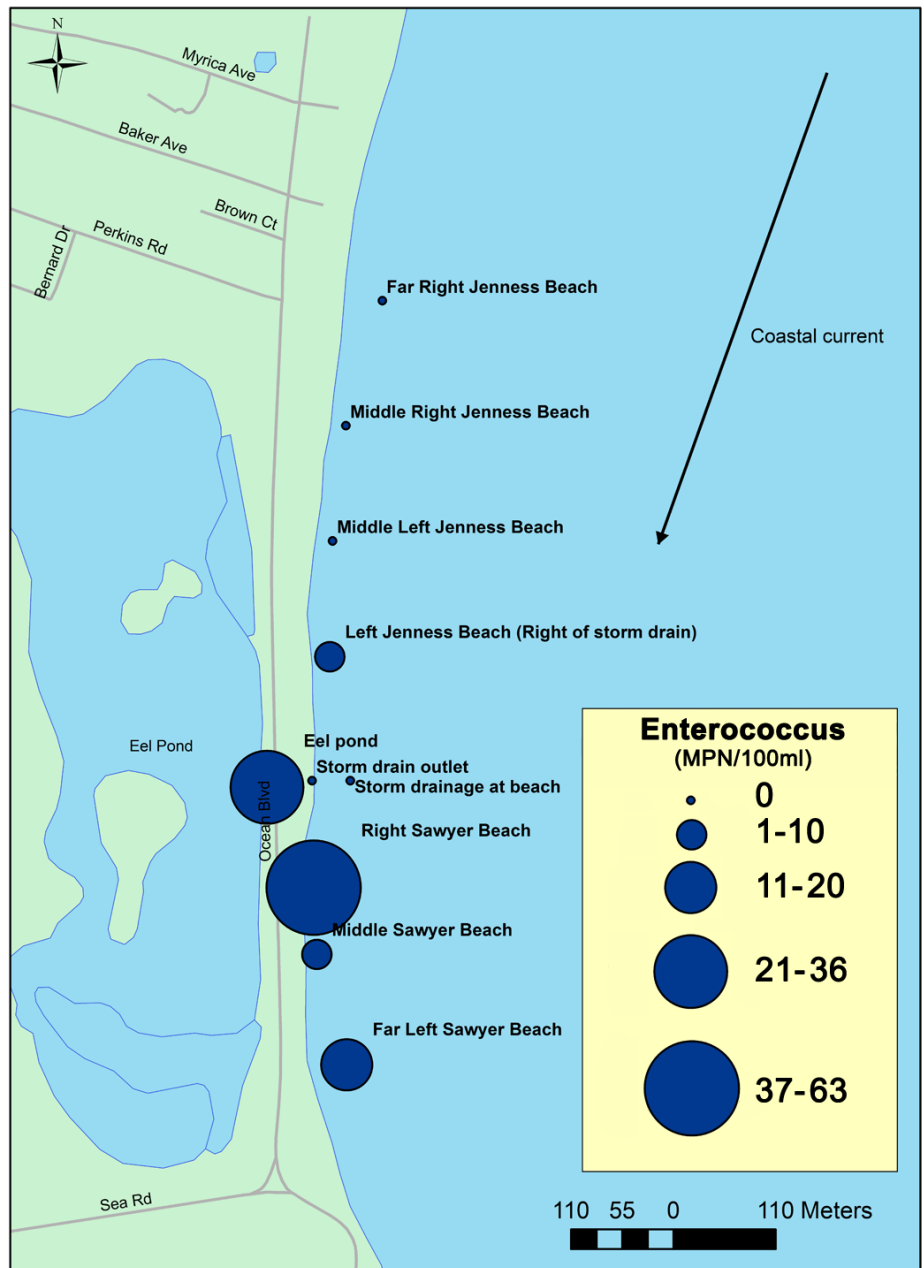 N
Myrica Ave
Baker Ave
Brown Ct
Perkins Rd
Bernard Dr
Far Right Jenness Beach
Coastal current
Middle Right Jenness Beach
Middle Left Jenness Beach
Left Jenness Beach (Right of storm drain)
Eel Pond
Eel pond
Storm drain outlet
Storm drainage at beach
Ocean Blvd
Right Sawyer Beach
Middle Sawyer Beach
Far Left Sawyer Beach
Sea Rd
Enterococcus
(MPN/100ml)
0
1-10
11-20
21-36
37-63
110 55 0 110 Meters